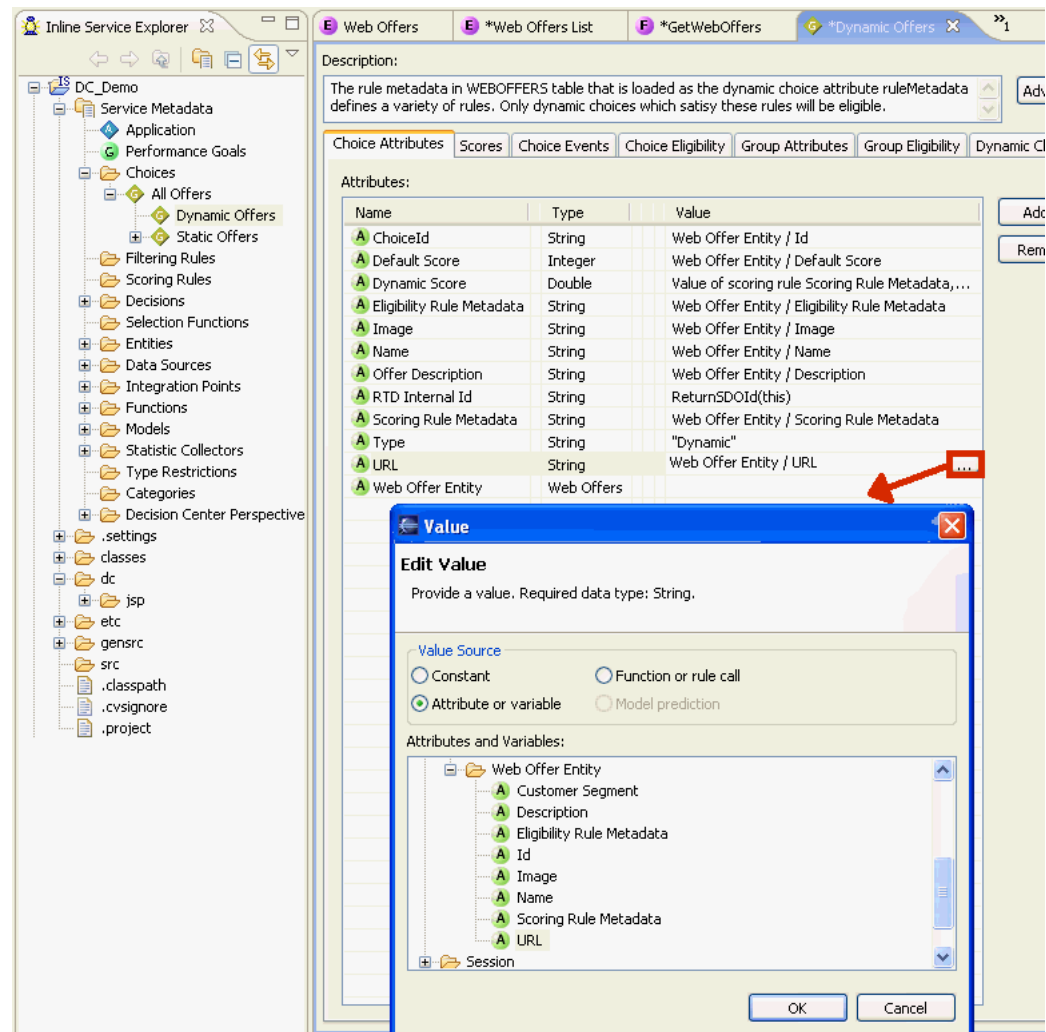 Inline Service Explorer
DC_Demo
Service Metadata
Application
Performance Goals
Choices
All Offers
Dynamic Offers
Static Offers
Filtering Rules
Scoring Rules
Decisions
Selection Functions
Entities
Data Sources
Integration Points
Functions
Models
Statistic Collectors
Type Restrictions
Categories
Decision Center Perspective
.settings
classes
dc
jsp
etc
gensrc
src
.classpath
.cvsignore
.project
Web Offers
*Web Offers List
*GetWebOffers
*Dynamic Offers
»1
Description:
The rule metadata in WEBOFFERS table that is loaded as the dynamic choice attribute ruleMetadata
defines a variety of rules. Only dynamic choices which satisy these rules will be eligible.
Adv
Choice Attributes Scores Choice Events Choice Eligibility Group Attributes Group Eligibility Dynamic Ch
Attributes:
Name Type Value
ChoiceId String Web Offer Entity / Id
Default Score Integer Web Offer Entity / Default Score
Dynamic Score Double Value of scoring rule Scoring Rule Metadata,...
Eligibility Rule Metadata String Web Offer Entity / Eligibility Rule Metadata
Image String Web Offer Entity / Image
Name String Web Offer Entity / Name
Offer Description String Web Offer Entity / Description
RTD Internal Id String ReturnSDOId(this)
Scoring Rule Metadata String Web Offer Entity / Scoring Rule Metadata
Type String "Dynamic"
URL String Web Offer Entity / URL ...
Web Offer Entity Web Offers
Add
Rem
Value
Edit Value
Provide a value. Required data type: String.
Value Source
Constant Function or rule call
Attribute or variable Model prediction
Attributes and Variables:
Web Offer Entity
Customer Segment
Description
Eligibility Rule Metadata
Id
Image
Name
Scoring Rule Metadata
URL
Session
OK Cancel